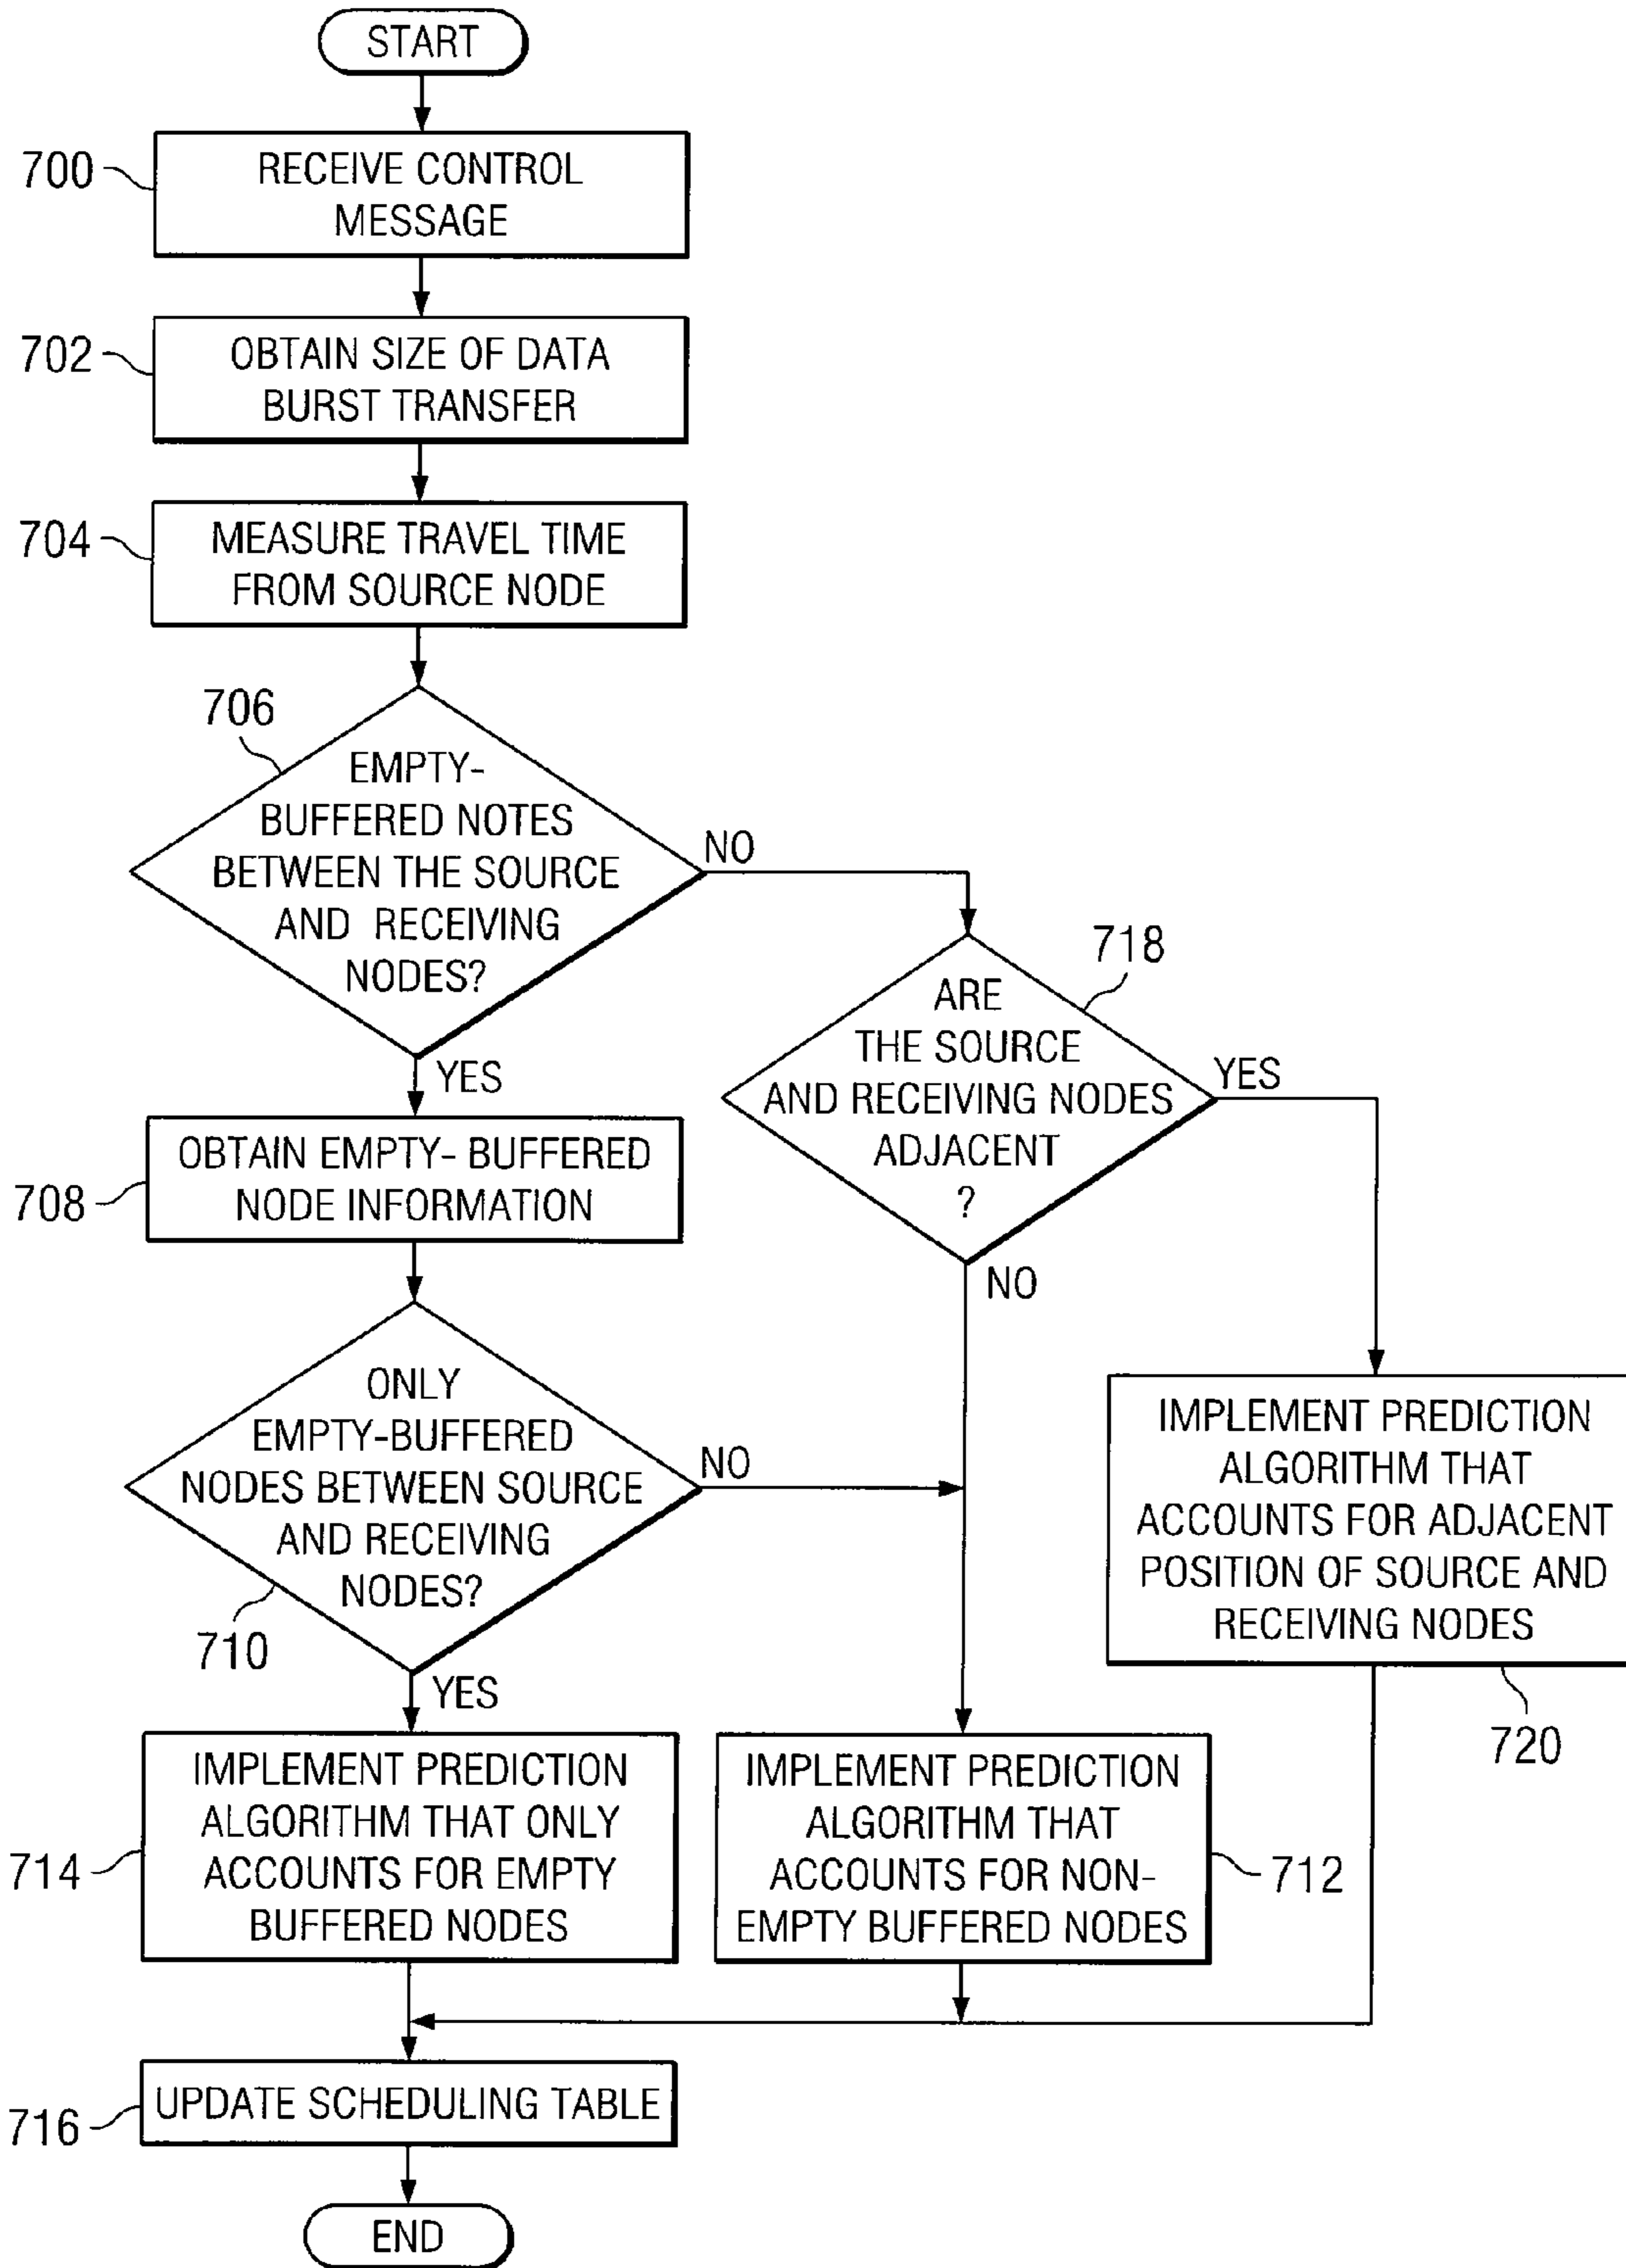 START
700
RECEIVE CONTROL
MESSAGE
702
OBTAIN SIZE OF DATA
BURST TRANSFER
704
MEASURE TRAVEL TIME
FROM SOURCE NODE
706
EMPTY-
BUFFERED NOTES
BETWEEN THE SOURCE
AND RECEIVING
NODES?
NO
YES
718
ARE
THE SOURCE
AND RECEIVING NODES
ADJACENT
?
YES
NO
708
OBTAIN EMPTY- BUFFERED
NODE INFORMATION
ONLY
EMPTY-BUFFERED
NODES BETWEEN SOURCE
AND RECEIVING
NODES?
710
NO
YES
IMPLEMENT PREDICTION
ALGORITHM THAT
ACCOUNTS FOR ADJACENT
POSITION OF SOURCE AND
RECEIVING NODES
720
714
IMPLEMENT PREDICTION
ALGORITHM THAT ONLY
ACCOUNTS FOR EMPTY
BUFFERED NODES
IMPLEMENT PREDICTION
ALGORITHM THAT
ACCOUNTS FOR NON-
EMPTY BUFFERED NODES
712
716
UPDATE SCHEDULING TABLE
END